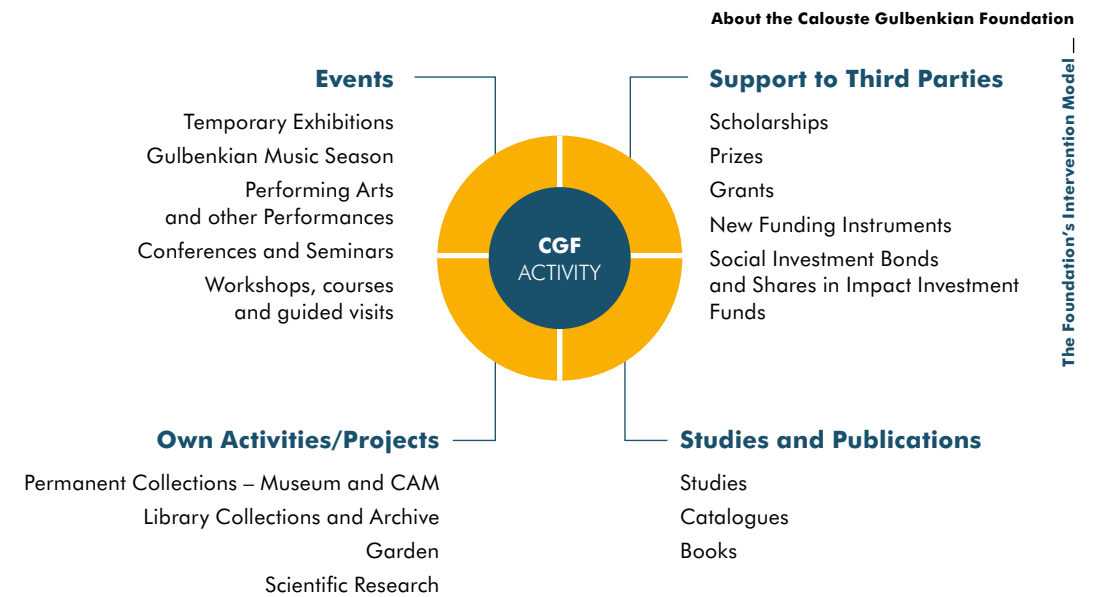 About the Calouste Gulbenkian Foundation
The Foundation’s Intervention Model —
Events
Temporary Exhibitions
Gulbenkian Music Season
Performing Arts
and other Performances
Conferences and Seminars
Workshops, courses
and guided visits
Support to Third Parties
Scholarships
Prizes
Grants
New Funding Instruments
Social Investment Bonds
and Shares in Impact Investment
Funds
CGF
ACTIVITY
Own Activities/Projects
Permanent Collections – Museum and CAM
Library Collections and Archive
Garden
Scientific Research
Studies and Publications
Studies
Catalogues
Books